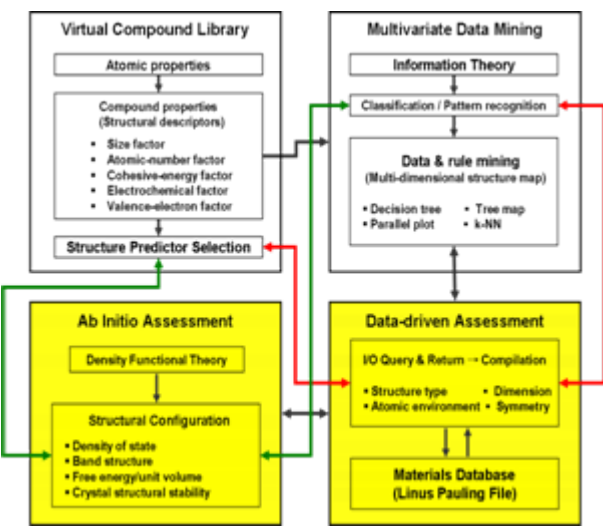 Virtual Compound Library
Atomic properties
Compound properties
(Structural descriptors)
▪ Size factor
▪ Atomic-number factor
▪ Cohesive-energy factor
▪ Electrochemical factor
▪ Valence-electron factor
Structure Predictor Selection
Multivariate Data Mining
Information Theory
Classification / Pattern recognition
Data & rule mining
(Multi-dimensional structure map)
▪ Decision tree ▪ Tree map
▪ Parallel plot ▪ k-NN
Ab Initio Assessment
Density Functional Theory
Structural Configuration
▪ Density of state
▪ Band structure
▪ Free energy/unit volume
▪ Crystal structural stability
Data-driven Assessment
I/O Query & Return → Compilation
▪ Structure type ▪ Dimension
▪ Atomic environment ▪ Symmetry
Materials Database
(Linus Pauling File)